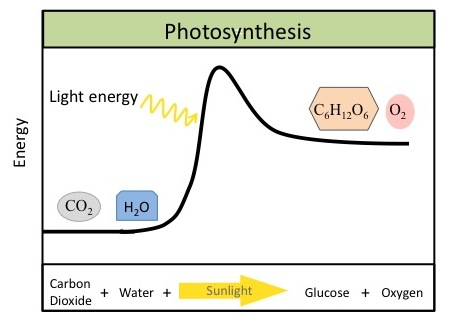 Photosynthesis
Light energy
Energy
C₆H₁₂O₆
O₂
CO₂
H₂O
Carbon Dioxide + Water + Sunlight Glucose + Oxygen